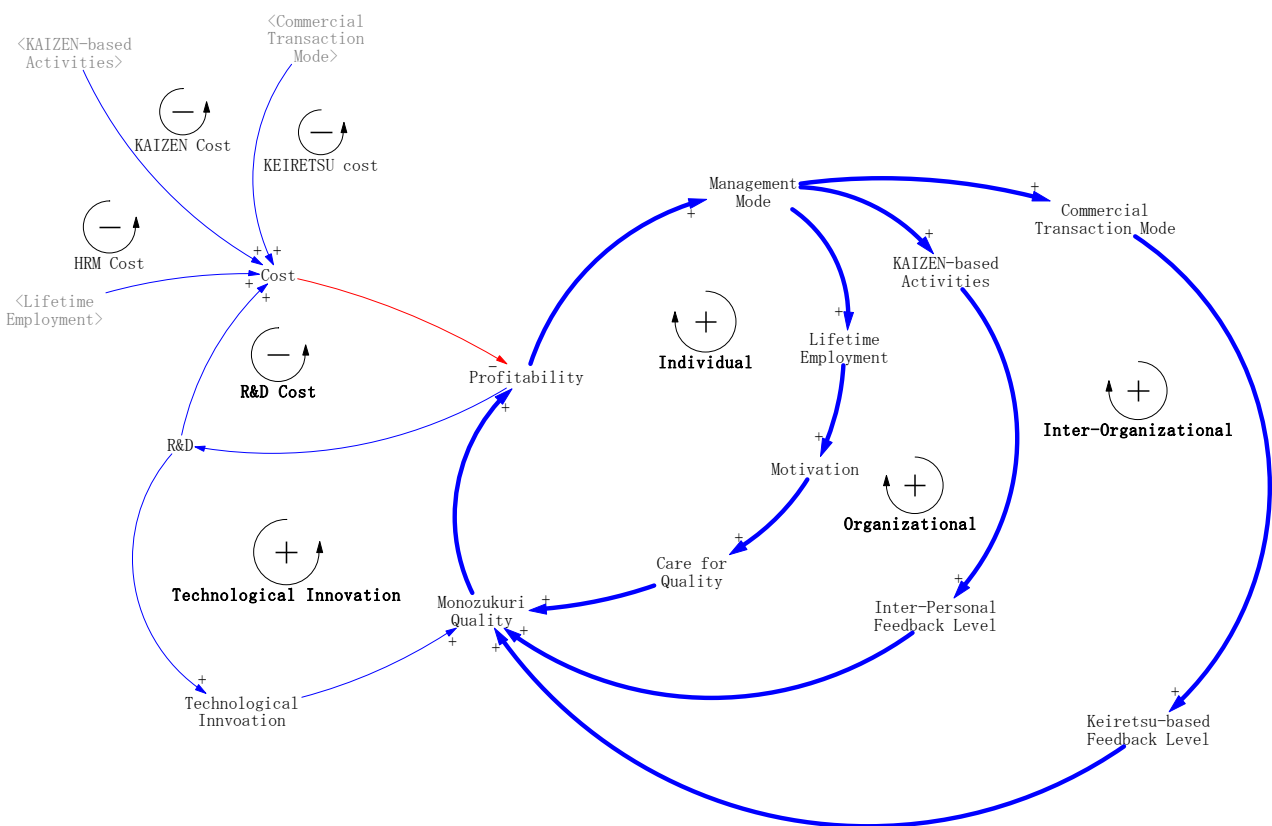 <Commercial
Transaction
Mode>
<KAIZEN-based
Activities>
KAIZEN Cost
KEIRETSU cost
HRM Cost
Cost
<Lifetime
Employment>
R&D Cost
Profitability
R&D
Technological Innovation
Technological
Innvoation
Monozukuri
Quality
Management
Mode
Commercial
Transaction Mode
KAIZEN-based
Activities
Individual
Lifetime
Employment
Inter-Organizational
Motivation
Organizational
Care for
Quality
Inter-Personal
Feedback Level
Keiretsu-based
Feedback Level